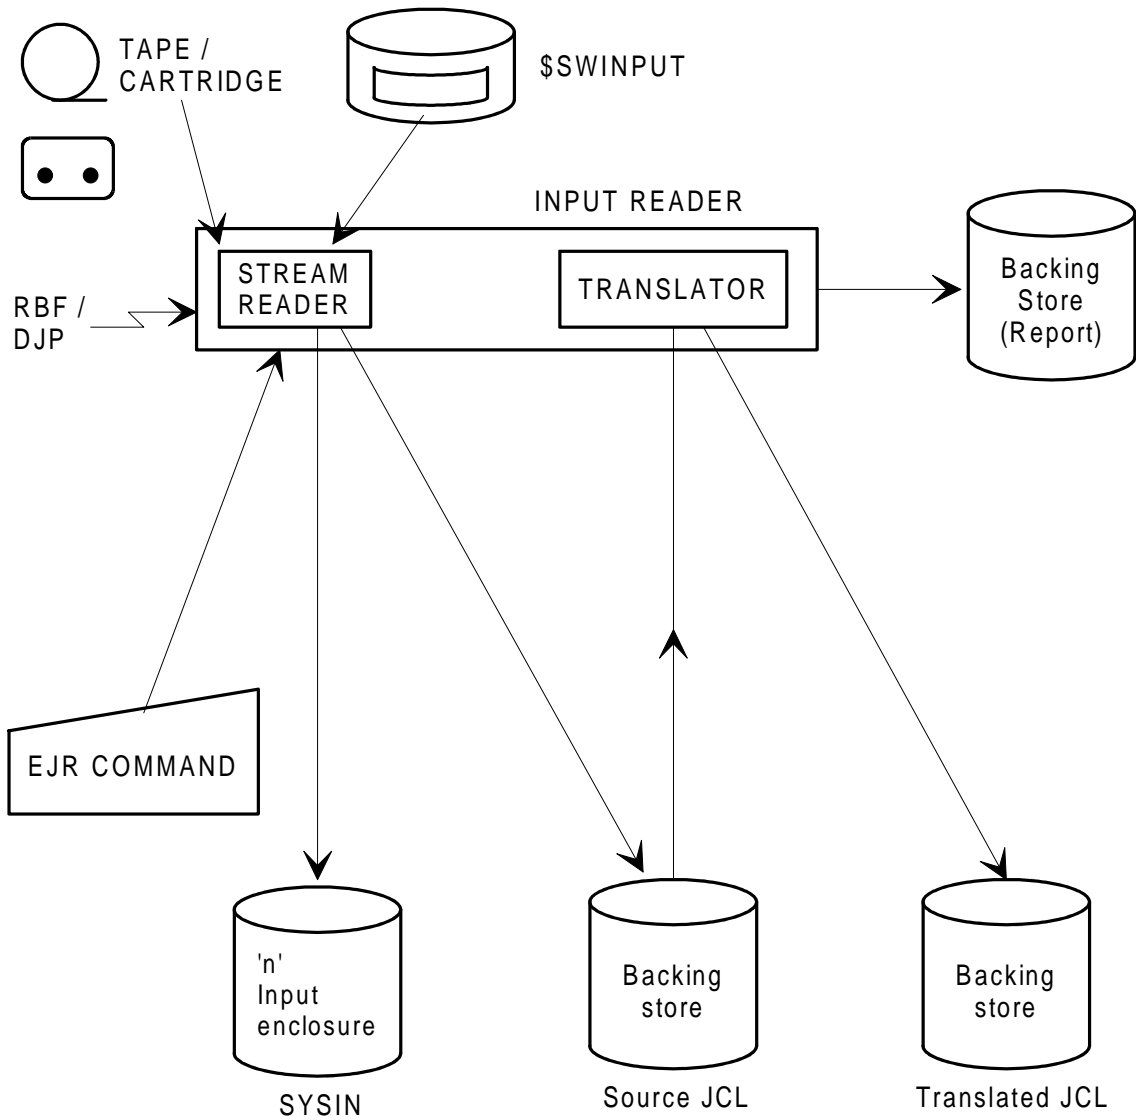 TAPE /
CARTRIDGE
$SWINPUT
INPUT READER
STREAM
READER
TRANSLATOR
Backing
Store
(Report)
RBF /
DJP
EJR COMMAND
'n'
Input
enclosure
Backing
store
Backing
store
SYSIN
Source JCL
Translated JCL